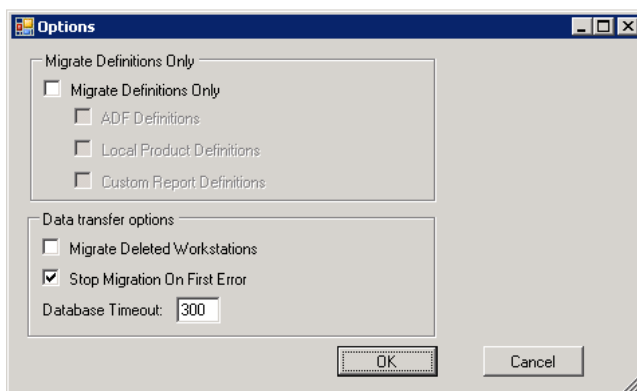 Options
Migrate Definitions Only
Migrate Definitions Only
ADF Definitions
Local Product Definitions
Custom Report Definitions
Data transfer options
Migrate Deleted Workstations
Stop Migration On First Error
Database Timeout: 300
OK Cancel